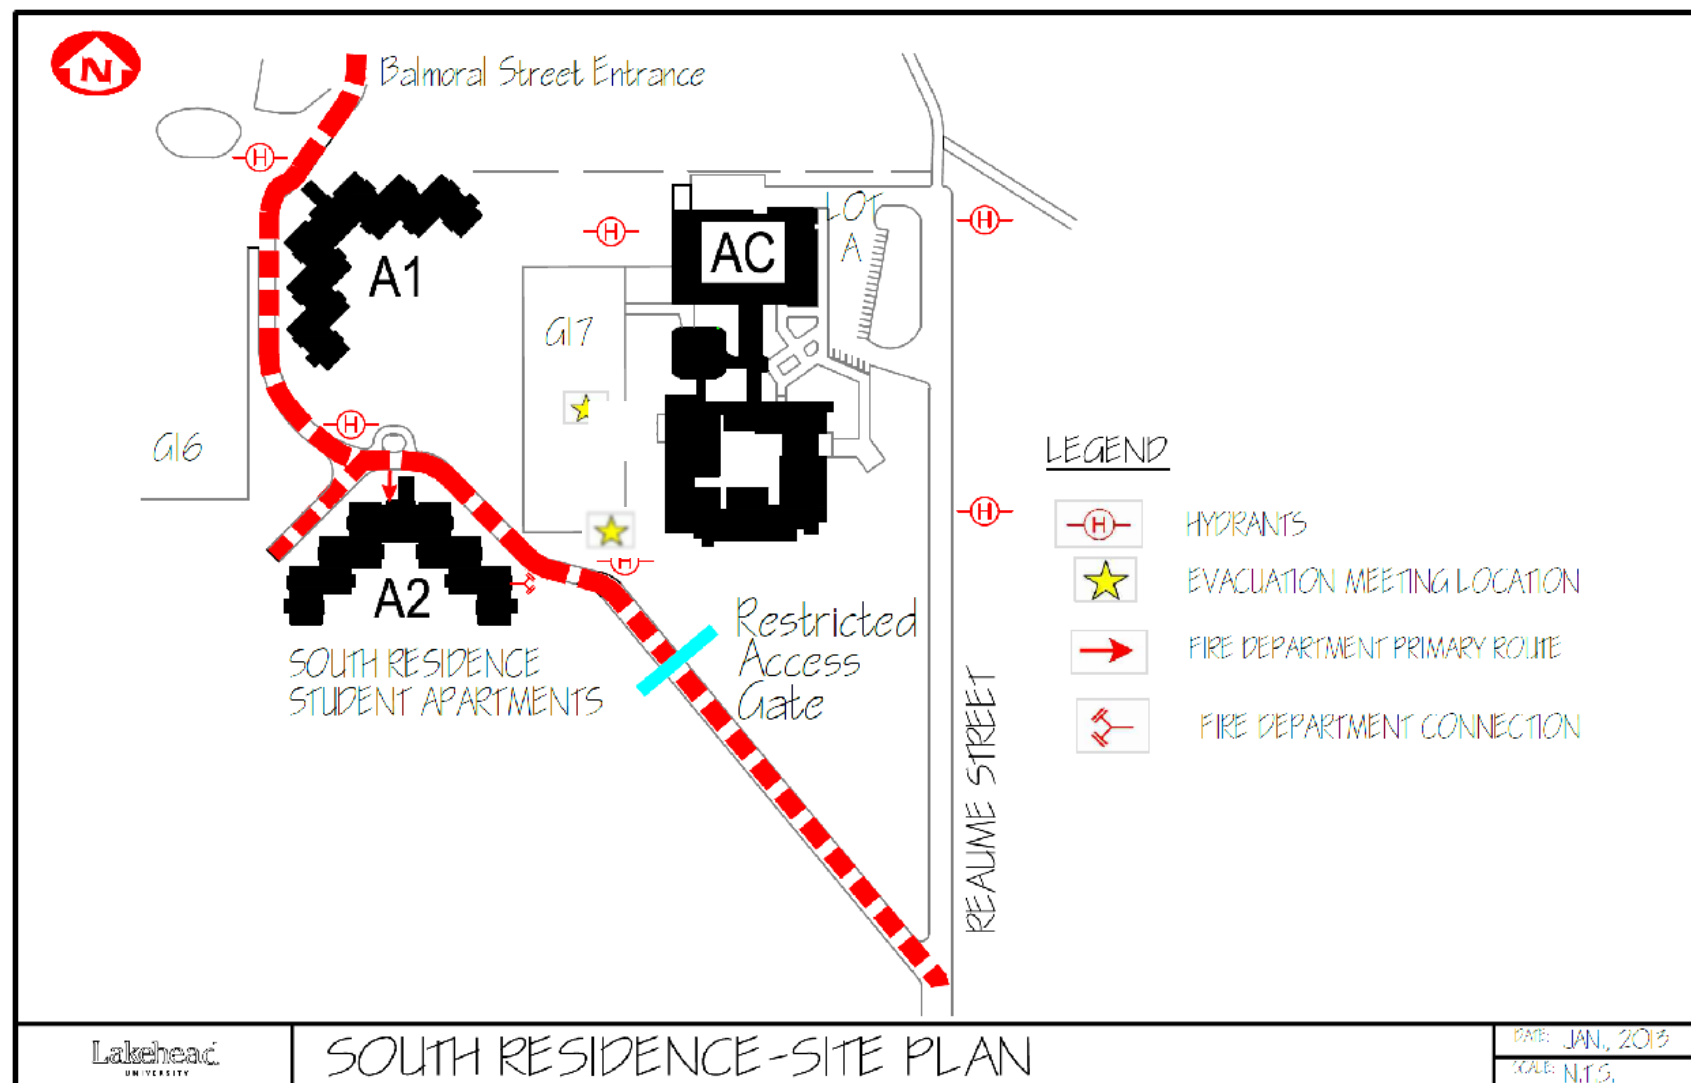 N
Balmoral Street Entrance
H
A1
H
AC
LOT
A
H
G17
G16
H
H
H
A2
SOUTH RESIDENCE
STUDENT APARTMENTS
Restricted
Access
Gate
REAUME STREET
LEGEND
H HYDRANTS
EVACUATION MEETING LOCATION
FIRE DEPARTMENT PRIMARY ROUTE
FIRE DEPARTMENT CONNECTION
Lakehead
UNIVERSITY
SOUTH RESIDENCE-SITE PLAN
DATE: JAN., 2013
SCALE: N.T.S.